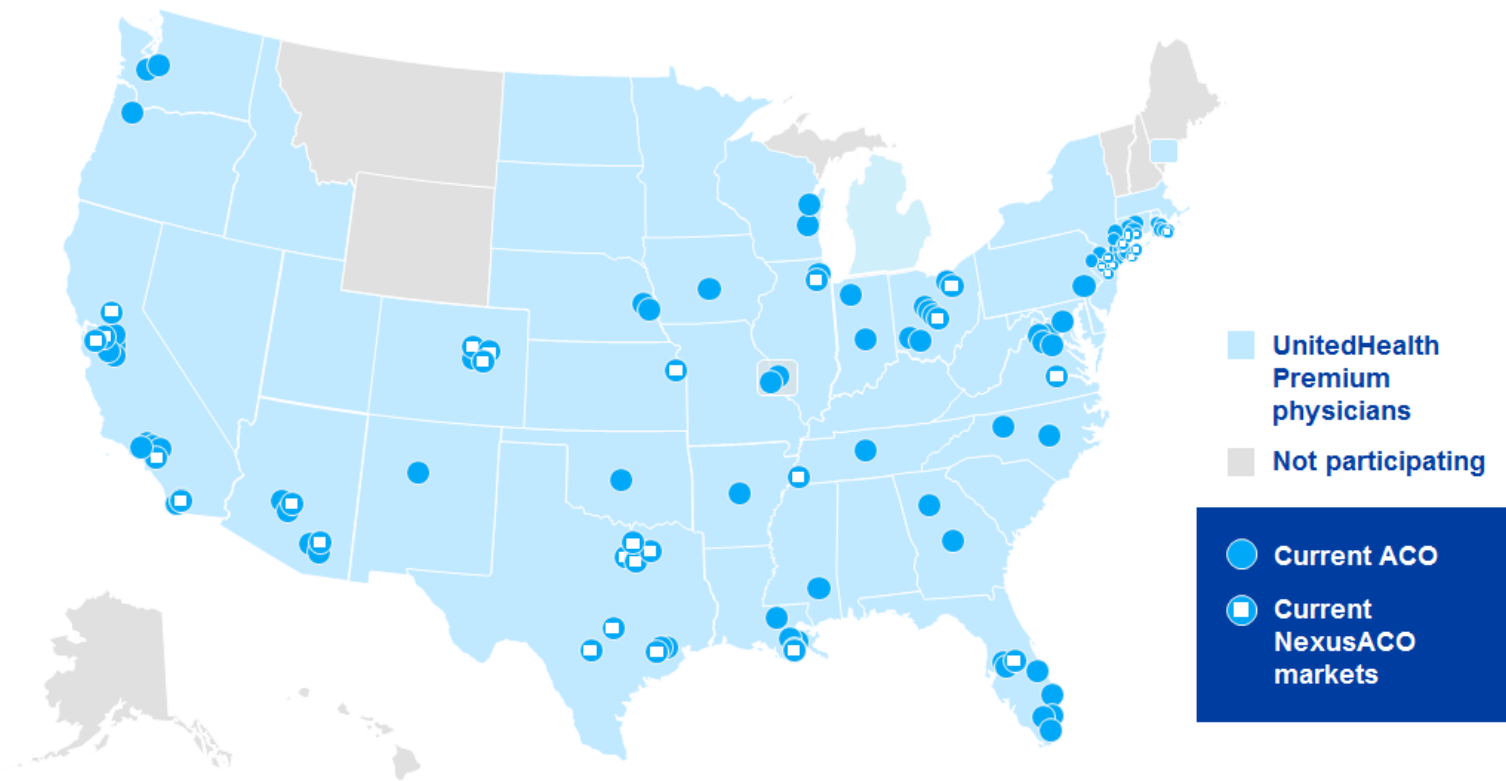 UnitedHealth
Premium
physicians
Not participating
Current ACO
Current
NexusACO
markets